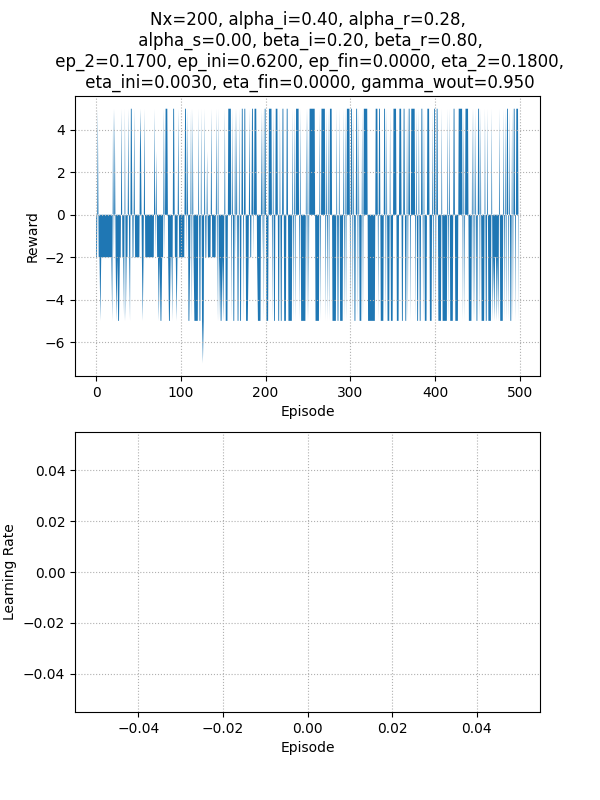 Nx=200, alpha_i=0.40, alpha_r=0.28,
alpha_s=0.00, beta_i=0.20, beta_r=0.80,
ep_2=0.1700, ep_ini=0.6200, ep_fin=0.0000, eta_2=0.1800,
eta_ini=0.0030, eta_fin=0.0000, gamma_wout=0.950
4
2
0
−2
−4
−6
Reward
0 100 200 300 400 500
Episode
0.04
0.02
0.00
−0.02
−0.04
Learning Rate
−0.04 −0.02 0.00 0.02 0.04
Episode